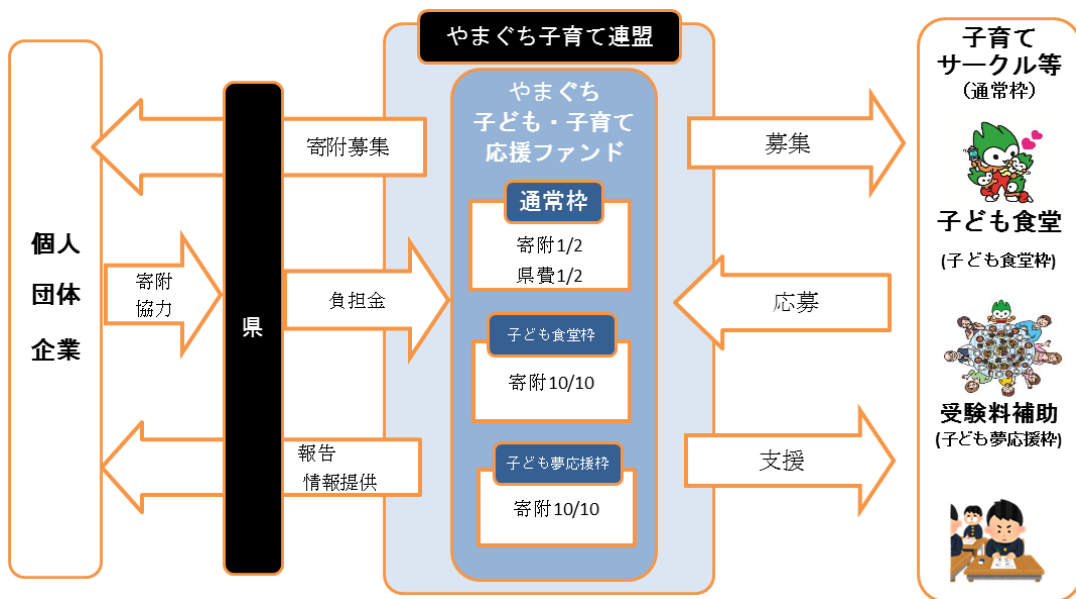 やまぐち子育て連盟
やまぐち
子ども・子育て
応援ファンド
通常枠
寄附1/2
県費1/2
子ども食堂枠
寄附10/10
子ども夢応援枠
寄附10/10
個人
団体
企業
寄附募集
寄附
協力
県
負担金
報告
情報提供
募集
応募
支援
子育て
サークル等
（通常枠）
子ども食堂
(子ども食堂枠)
受験料補助
(子ども夢応援枠)